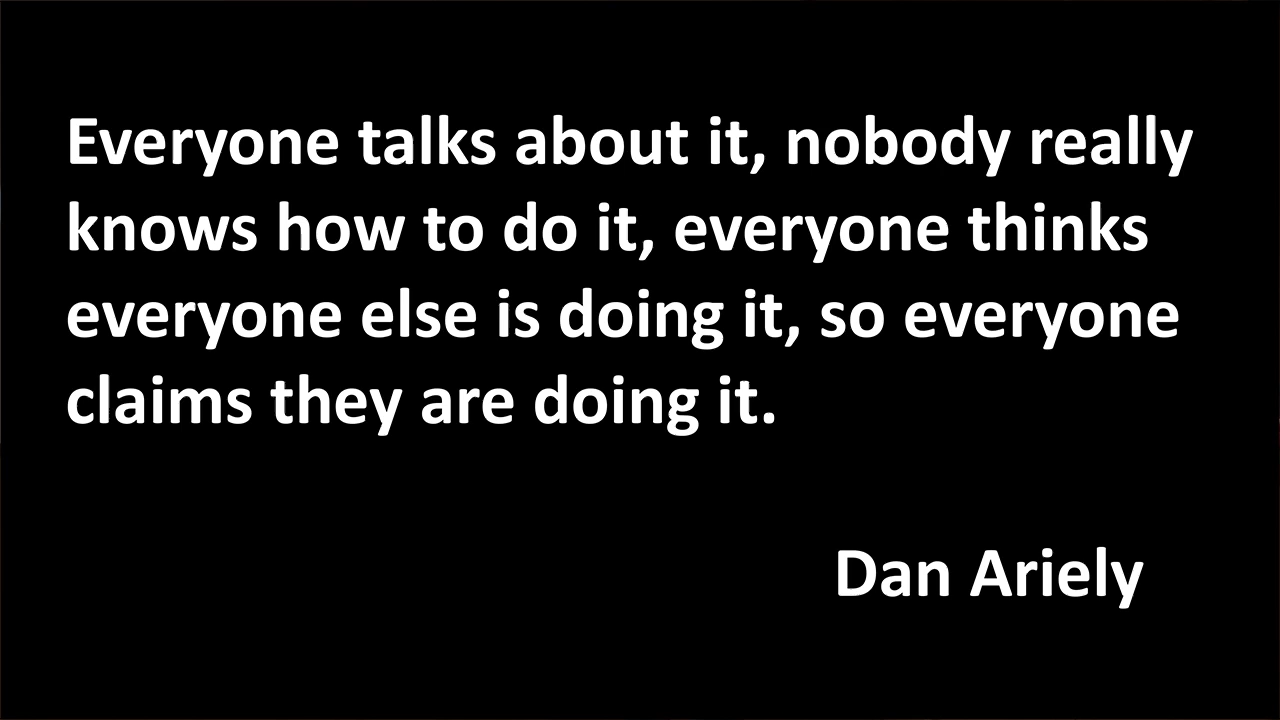 Everyone talks about it, nobody really
knows how to do it, everyone thinks
everyone else is doing it, so everyone
claims they are doing it.
Dan Ariely